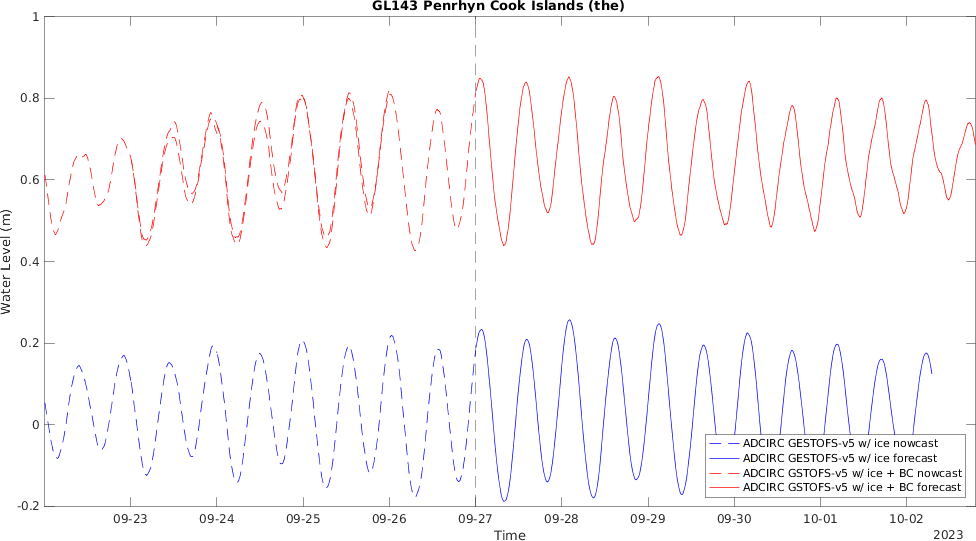 GL143 Penrhyn Cook Islands (the)
1
0.8
0.6
0.4
0.2
0
-0.2
Water Level (m)
ADCIRC GESTOFS-v5 w/ ice nowcast
ADCIRC GESTOFS-v5 w/ ice forecast
ADCIRC GSTOFS-v5 w/ ice + BC nowcast
ADCIRC GSTOFS-v5 w/ ice + BC forecast
09-23 09-24 09-25 09-26 09-27 09-28 09-29 09-30 10-01 10-02
Time
2023